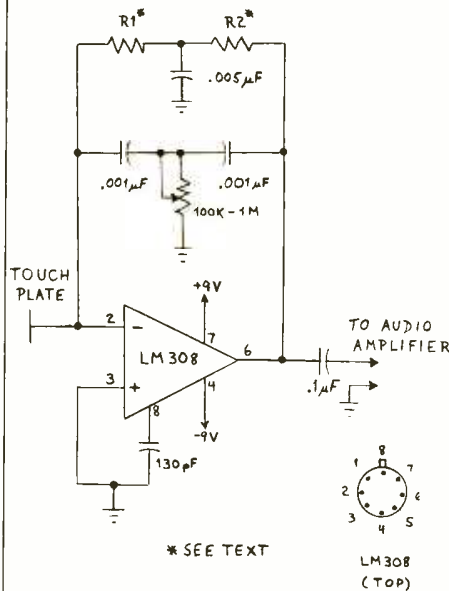 R1* R2*
.005µF
.001µF .001µF
100K-1M
TOUCH
PLATE
+9V
2 - 7
LM308 6
TO AUDIO
AMPLIFIER
3 + 4
8 .1µF
-9V
130pF
8
1 7
2 6
3 5
4
* SEE TEXT
LM308
(TOP)